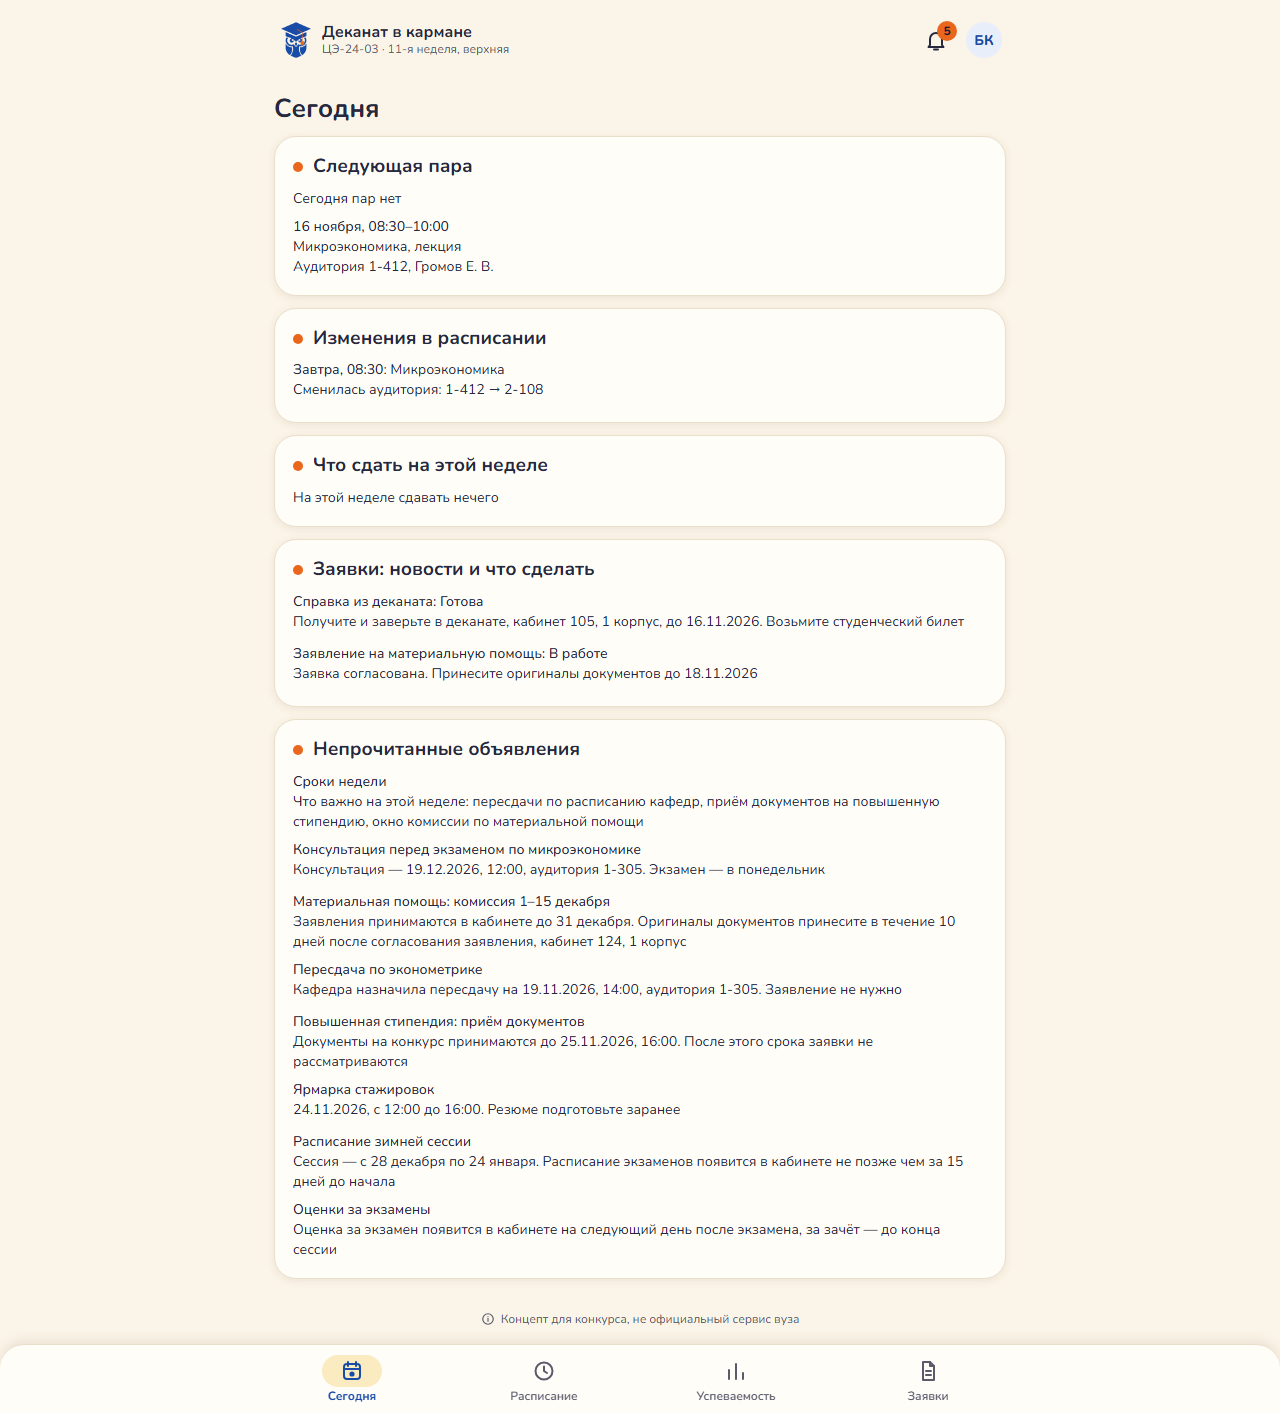 Деканат в кармане
ЦЭ-24-03 · 11-я неделя, верхняя
5
БК
Сегодня
Следующая пара
Сегодня пар нет
16 ноября, 08:30–10:00
Микроэкономика, лекция
Аудитория 1-412, Громов Е. В.
Изменения в расписании
Завтра, 08:30: Микроэкономика
Сменилась аудитория: 1-412 → 2-108
Что сдать на этой неделе
На этой неделе сдавать нечего
Заявки: новости и что сделать
Справка из деканата: Готова
Получите и заверьте в деканате, кабинет 105, 1 корпус, до 16.11.2026. Возьмите студенческий билет
Заявление на материальную помощь: В работе
Заявка согласована. Принесите оригиналы документов до 18.11.2026
Непрочитанные объявления
Сроки недели
Что важно на этой неделе: пересдачи по расписанию кафедр, приём документов на повышенную
стипендию, окно комиссии по материальной помощи
Консультация перед экзаменом по микроэкономике
Консультация — 19.12.2026, 12:00, аудитория 1-305. Экзамен — в понедельник
Материальная помощь: комиссия 1–15 декабря
Заявления принимаются в кабинете до 31 декабря. Оригиналы документов принесите в течение 10
дней после согласования заявления, кабинет 124, 1 корпус
Пересдача по эконометрике
Кафедра назначила пересдачу на 19.11.2026, 14:00, аудитория 1-305. Заявление не нужно
Повышенная стипендия: приём документов
Документы на конкурс принимаются до 25.11.2026, 16:00. После этого срока заявки не
рассматриваются
Ярмарка стажировок
24.11.2026, с 12:00 до 16:00. Резюме подготовьте заранее
Расписание зимней сессии
Сессия — с 28 декабря по 24 января. Расписание экзаменов появится в кабинете не позже чем за 15
дней до начала
Оценки за экзамены
Оценка за экзамен появится в кабинете на следующий день после экзамена, за зачёт — до конца
сессии
Концепт для конкурса, не официальный сервис вуза
Сегодня
Расписание
Успеваемость
Заявки